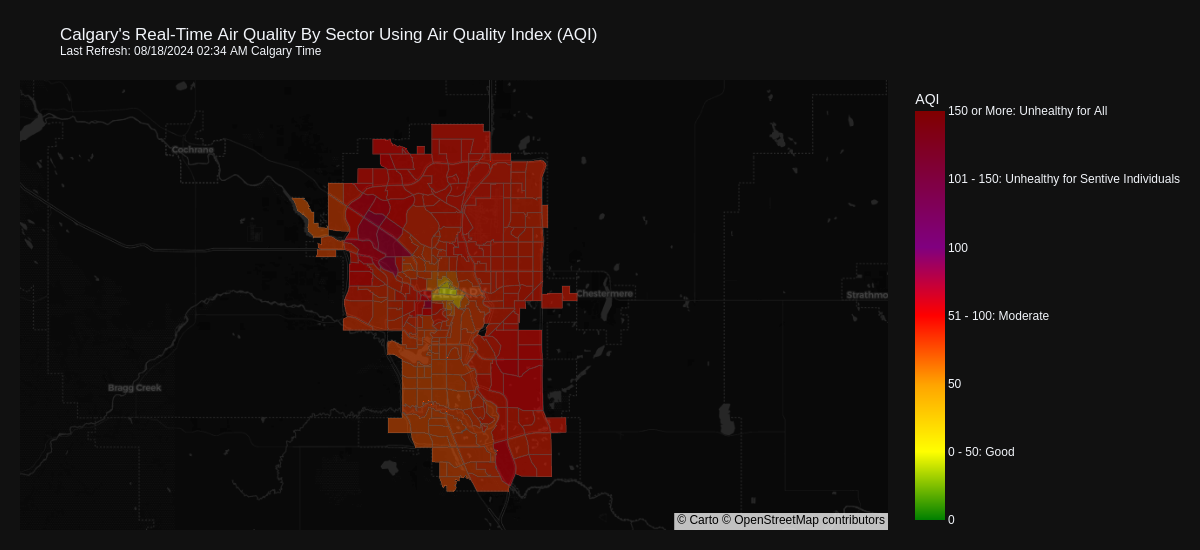 Calgary's Real-Time Air Quality By Sector Using Air Quality Index (AQI)
Last Refresh: 08/18/2024 02:34 AM Calgary Time
AQI
150 or More: Unhealthy for All
Cochrane
101 - 150: Unhealthy for Sentive Individuals
100
CALGARY
Chestermere
Strathmo
51 - 100: Moderate
50
Bragg Creek
0 - 50: Good
0
© Carto © OpenStreetMap contributors